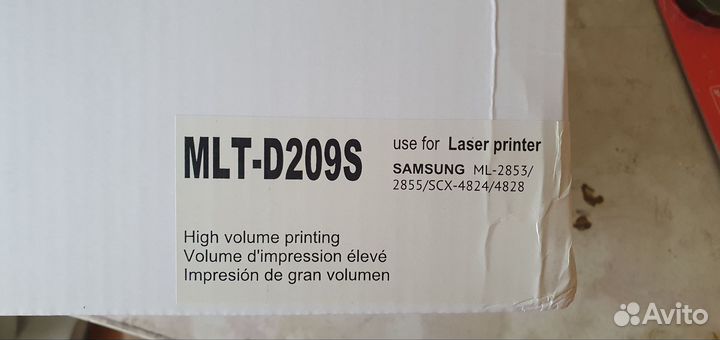 MLT-D209S
use for Laser printer
SAMSUNG ML-2853/
2855/SCX-4824/4828
High volume printing
Volume d'impression élevé
Impresión de gran volumen
Avito